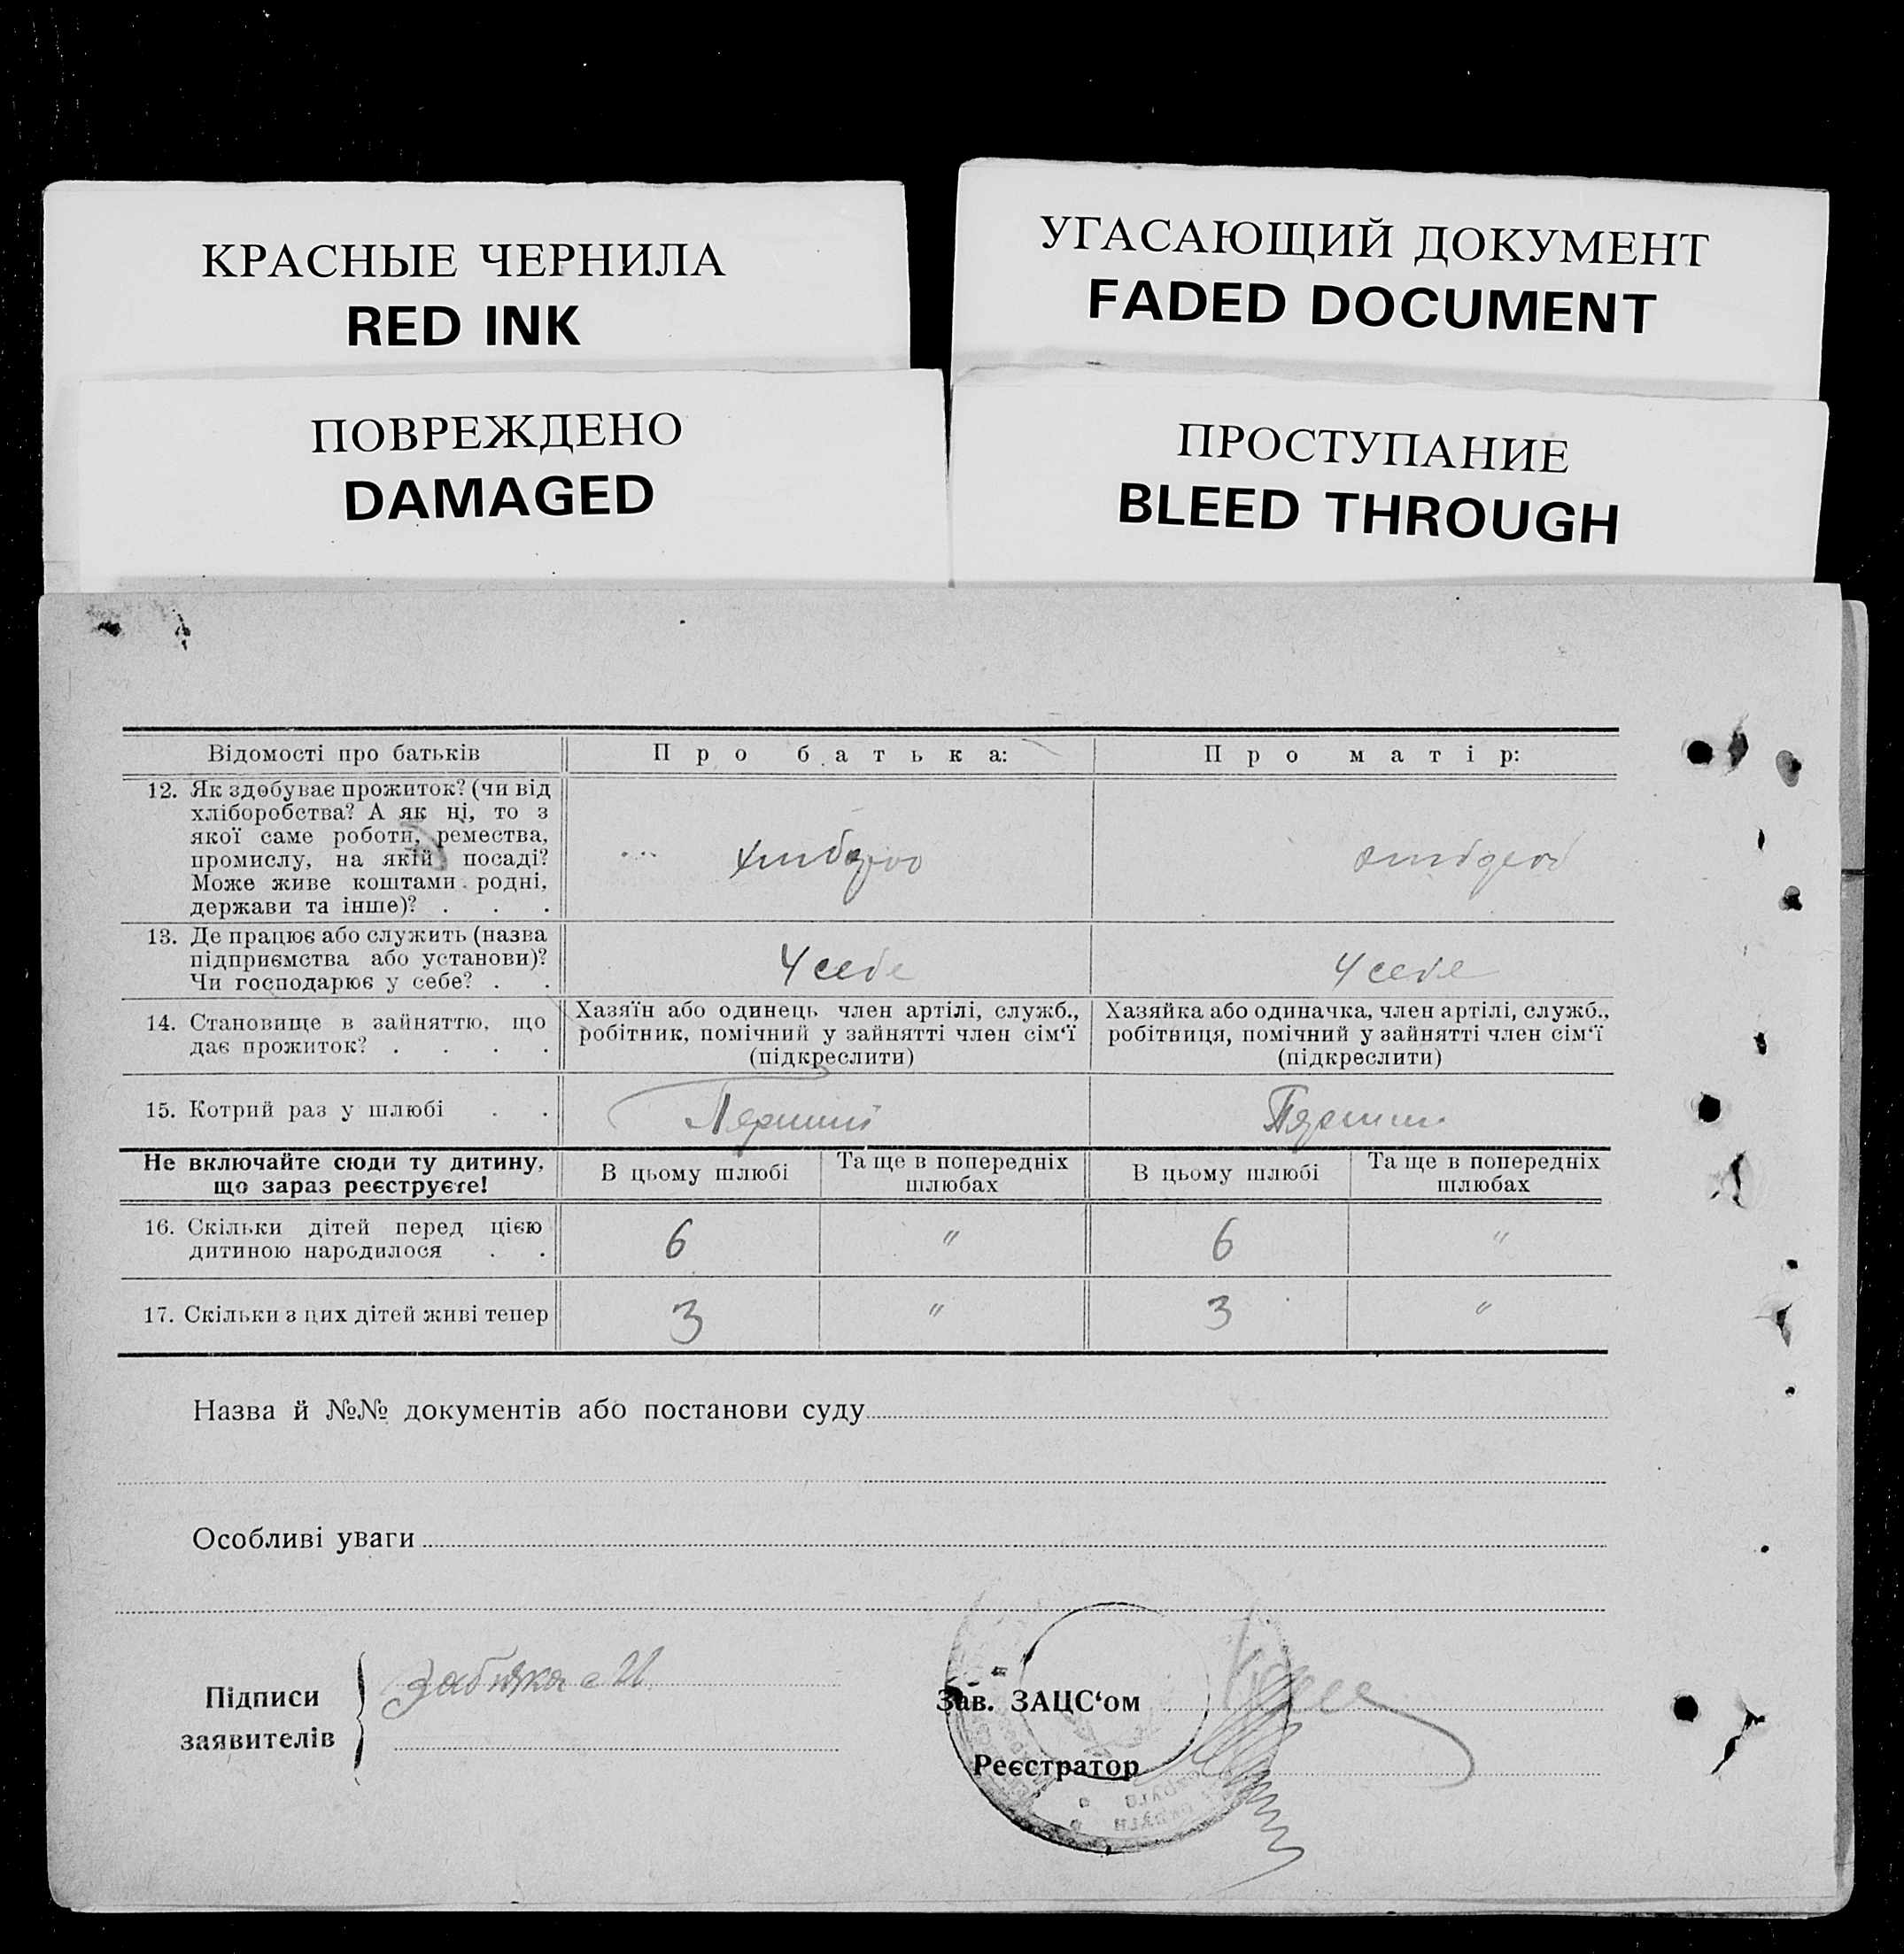 КРАСНЫЕ ЧЕРНИЛА
RED INK
УГАСАЮЩИЙ ДОКУМЕНТ
FADED DOCUMENT
ПОВРЕЖДЕНО
DAMAGED
ПРОСТУПАНИЕ
BLEED THROUGH
Відомості про батьків
Про батька:
Про матір:
12. Як здобуває прожиток? (чи від
хліборобства? А як ні, то з
якої саме роботи, ремества,
промислу, на якій посаді?
Може живе коштами родні,
держави та інше)? . . .
13. Де працює або служить (назва
підприємства або установи)?
Чи господарює у себе? . .
У себе
У себе
14. Становище в зайняттю, що
дає прожиток? . . . .
Хазяїн або одинець член артілі, служб.,
робітник, помічний у зайнятті член сім‘ї
(підкреслити)
Хазяйка або одиначка, член артілі, служб.,
робітниця, помічний у зайнятті член сім‘ї
(підкреслити)
15. Котрий раз у шлюбі . .
Перший
Не включайте сюди ту дитину,
що зараз реєструєте!
В цьому шлюбі
Та ще в попередніх
шлюбах
В цьому шлюбі
Та ще в попередніх
шлюбах
16. Скільки дітей перед цією
дитиною народилося . .
6
"
6
"
17. Скільки з цих дітей живі тепер
3
"
3
"
Назва й №№ документів або постанови суду
Особливі уваги
Підписи
заявителів
Зав. ЗАЦС‘ом
Реєстратор